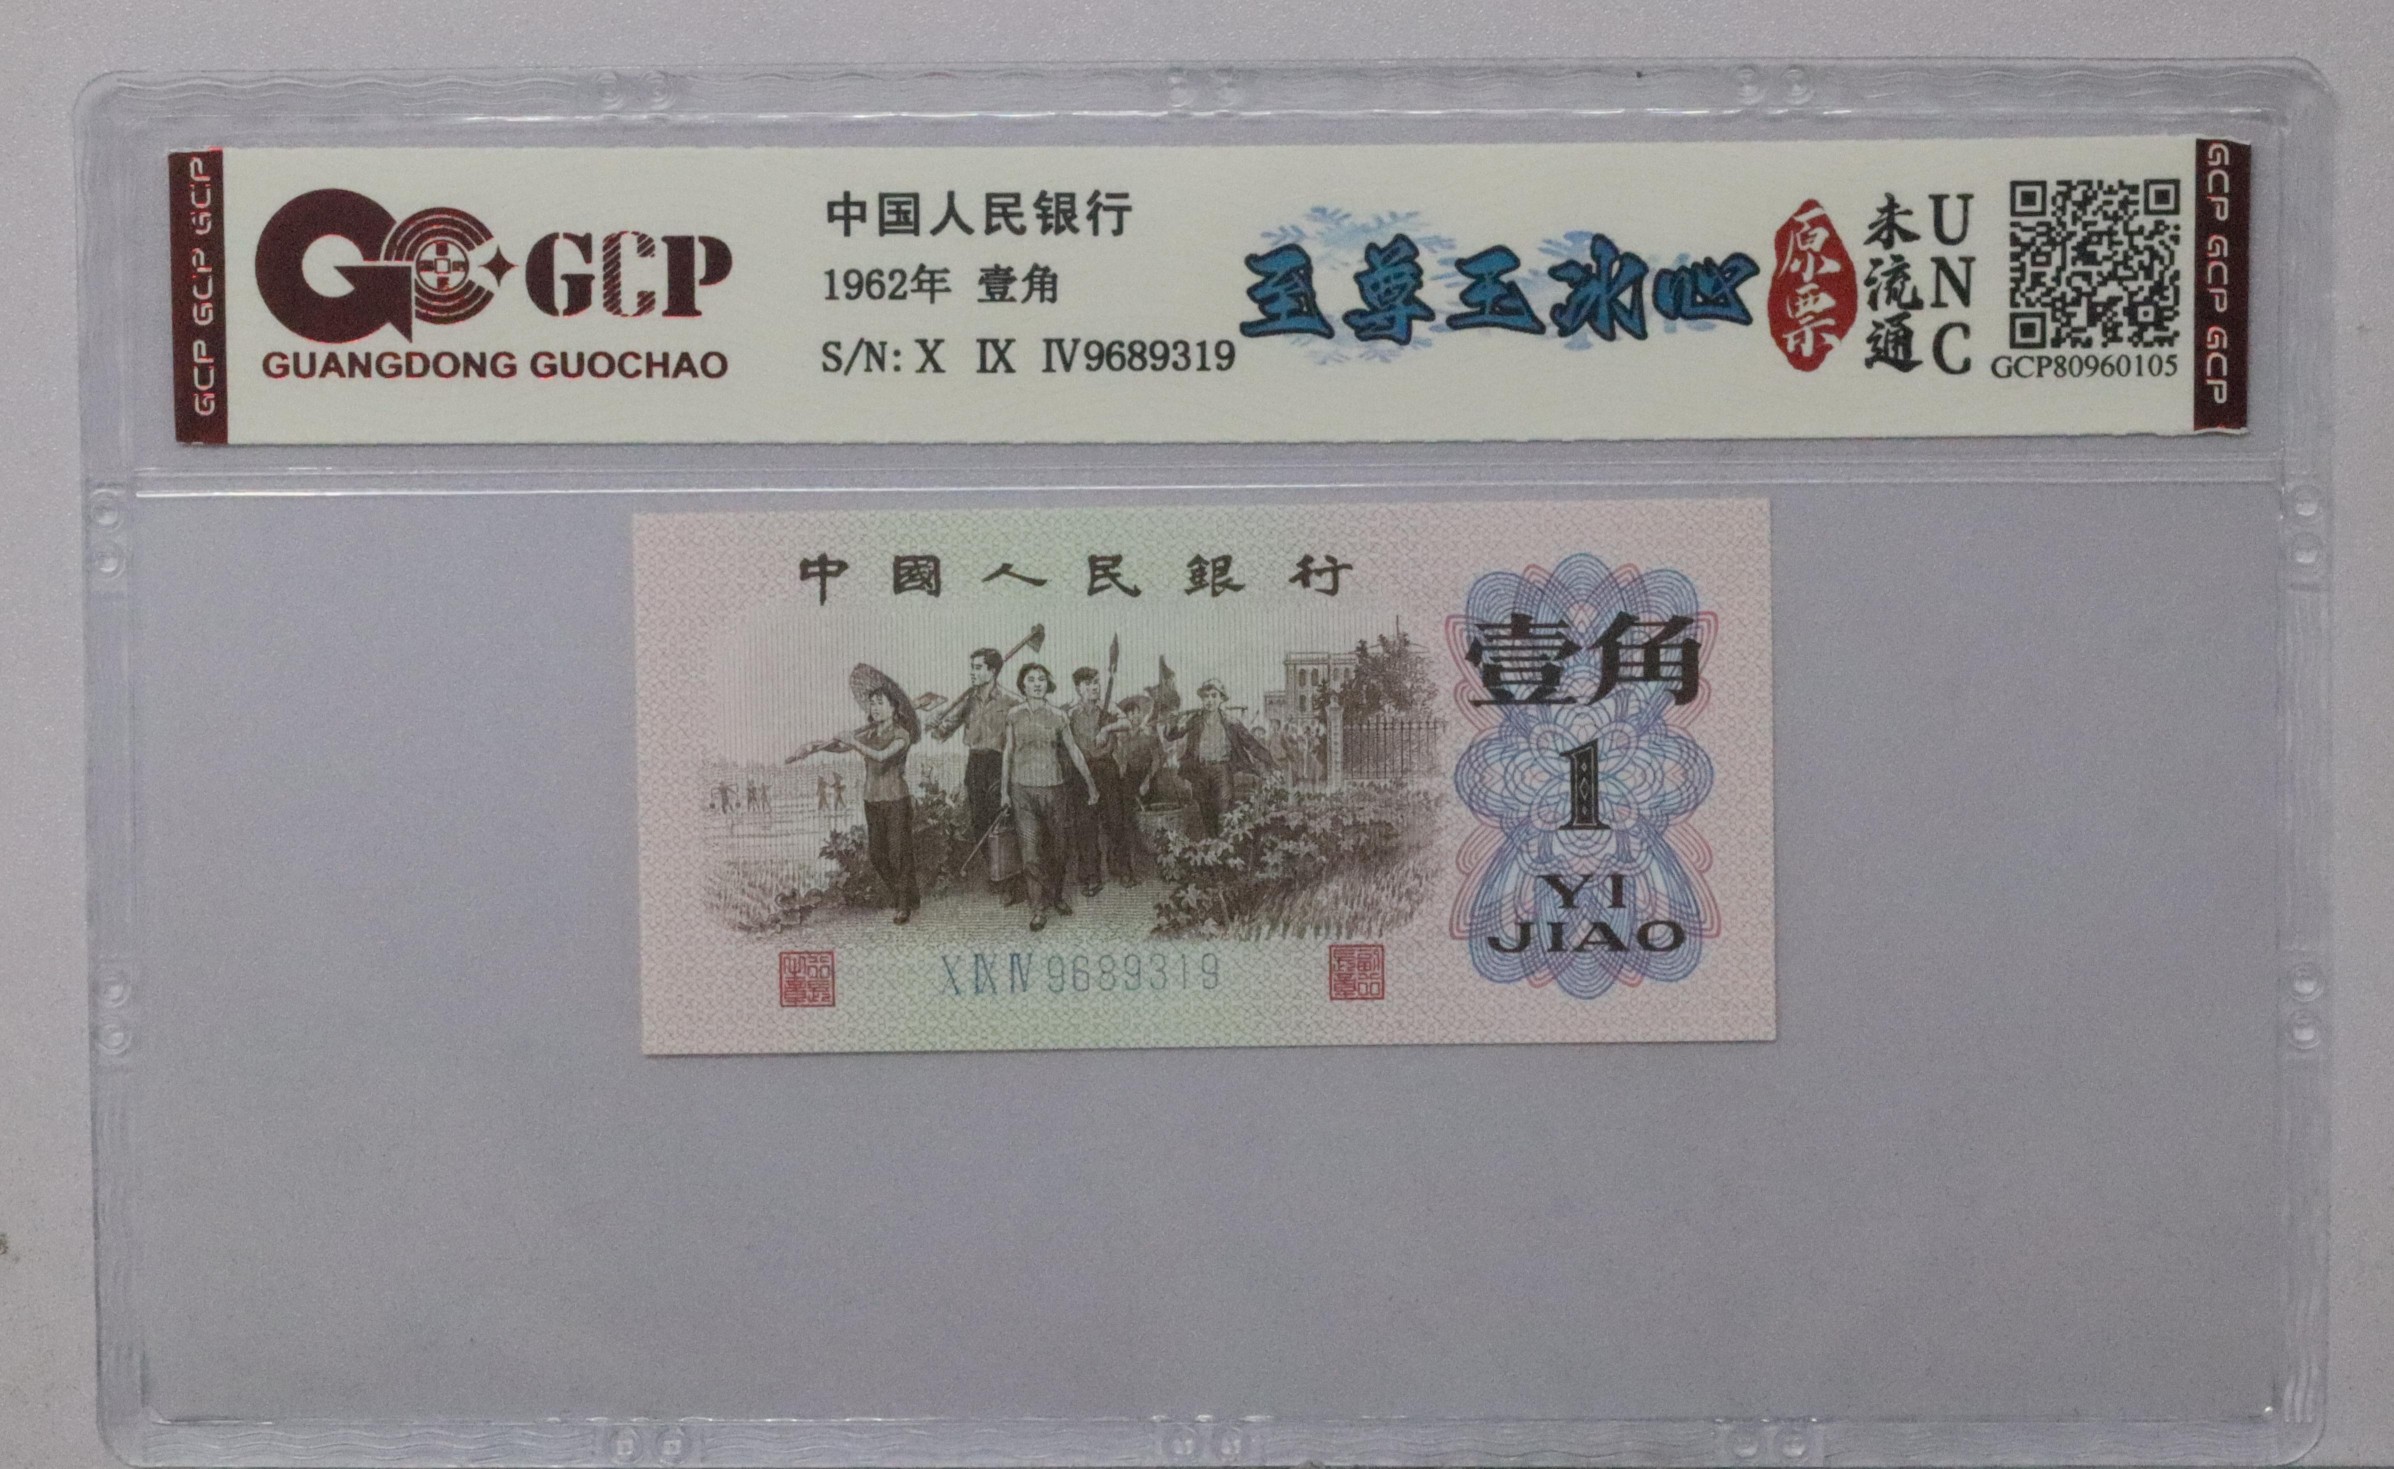 GCP GCP GCP
GCP
GUANGDONG GUOCHAO
中国人民银行
1962年 壹角
S/N: X IX IV9689319
至尊玉冰心
原票
未流通
UNC
GCP80960105
GCP GCP GCP
中國人民銀行
壹角
1
YI
JIAO
X IX IV 9689319